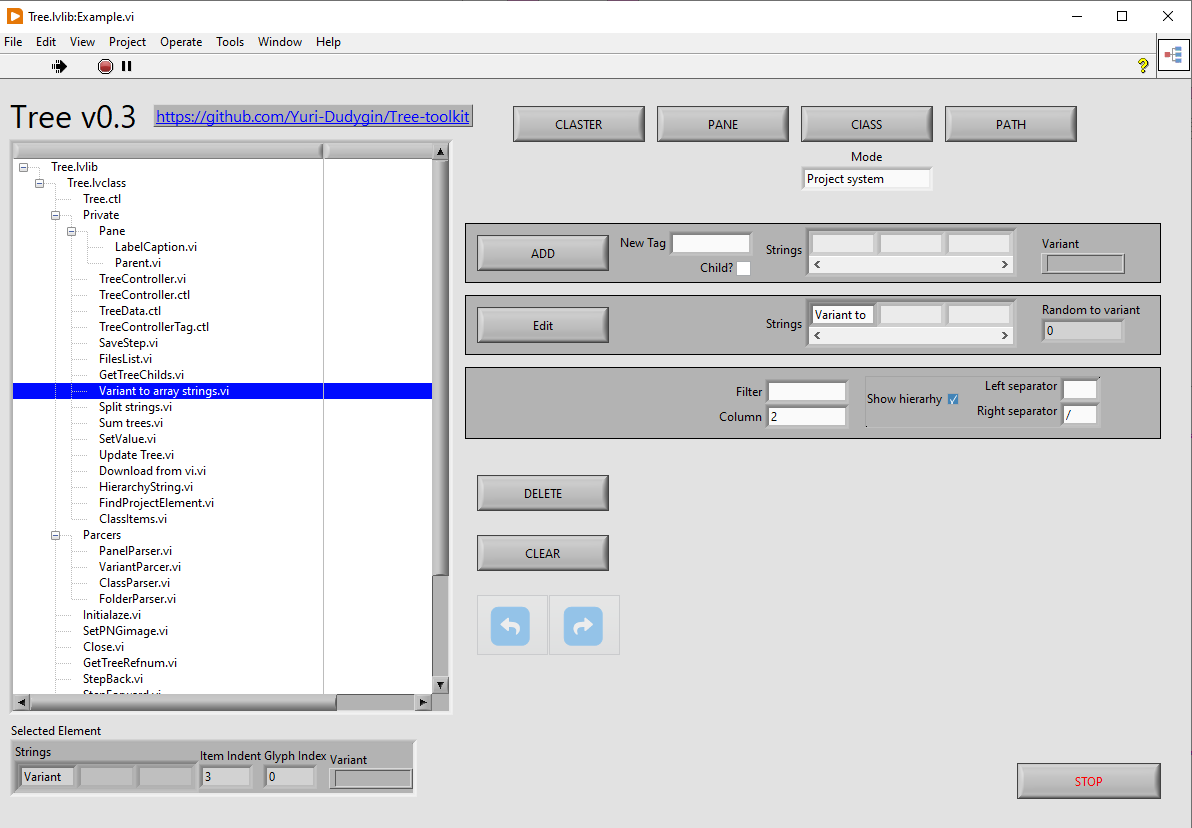 Tree.lvlib:Example.vi
File Edit View Project Operate Tools Window Help
Tree v0.3 https://github.com/Yuri-Dudygin/Tree-toolkit
CLASTER PANE ClASS PATH
Mode
Project system
Tree.lvlib
Tree.lvclass
Tree.ctl
Private
Pane
LabelCaption.vi
Parent.vi
TreeController.vi
TreeController.ctl
TreeData.ctl
TreeControllerTag.ctl
SaveStep.vi
FilesList.vi
GetTreeChilds.vi
Variant to array strings.vi
Split strings.vi
Sum trees.vi
SetValue.vi
Update Tree.vi
Download from vi.vi
HierarchyString.vi
FindProjectElement.vi
ClassItems.vi
Parcers
PanelParser.vi
VariantParcer.vi
ClassParser.vi
FolderParser.vi
Initialaze.vi
SetPNGimage.vi
Close.vi
GetTreeRefnum.vi
StepBack.vi
StepForward.vi
ADD New Tag Strings Variant
Child?
Edit Strings Variant to Random to variant
0
Filter Show hierarhy Left separator
Column 2 Right separator /
DELETE
CLEAR
Selected Element
Strings Item Indent Glyph Index Variant
Variant 3 0
STOP